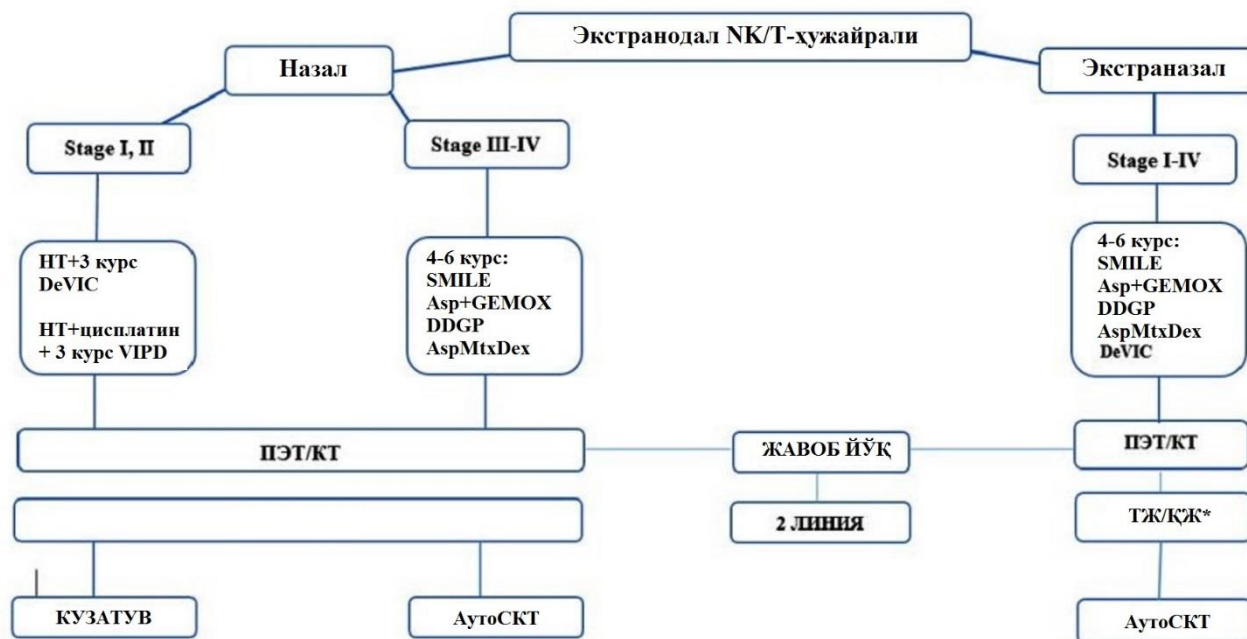 Экстранодал NK/T-ҳужайрали
Назал
Экстраназал
Stage I, II
Stage III-IV
Stage I-IV
НТ+3 курс
DeVIC
НТ+цисплатин
+ 3 курс VIPD
4-6 курс:
SMILE
Asp+GEMOX
DDGP
AspMtxDex
4-6 курс:
SMILE
Asp+GEMOX
DDGP
AspMtxDex
DeVIC
ПЭТ/КТ
ЖАВОБ ЙЎҚ
ПЭТ/КТ
2 ЛИНИЯ
ТЖ/ҚЖ*
КУЗАТУВ
АутоСКТ
АутоСКТ